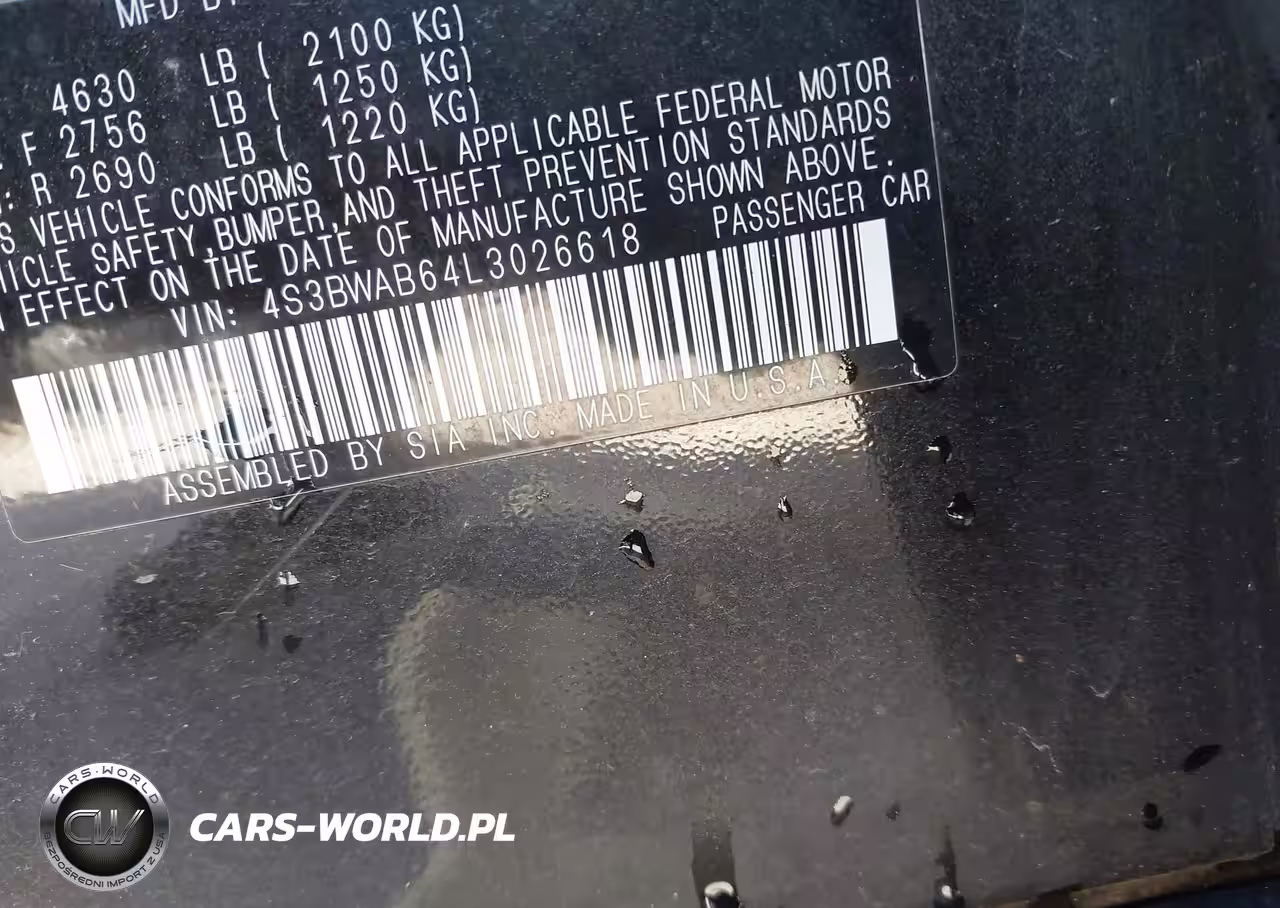 MFD BY
4630 LB ( 2100 KG)
F 2756 LB ( 1250 KG)
: R 2690 LB ( 1220 KG)
S VEHICLE CONFORMS TO ALL APPLICABLE FEDERAL MOTOR
HICLE SAFETY,BUMPER,AND THEFT PREVENTION STANDARDS
EFFECT ON THE DATE OF MANUFACTURE SHOWN ABOVE.
VIN: 4S3BWAB64L3026618 PASSENGER CAR
ASSEMBLED BY SIA INC. MADE IN U.S.A.
CARS-WORLD
CW
BEZPOŚREDNI IMPORT Z USA
CARS-WORLD.PL